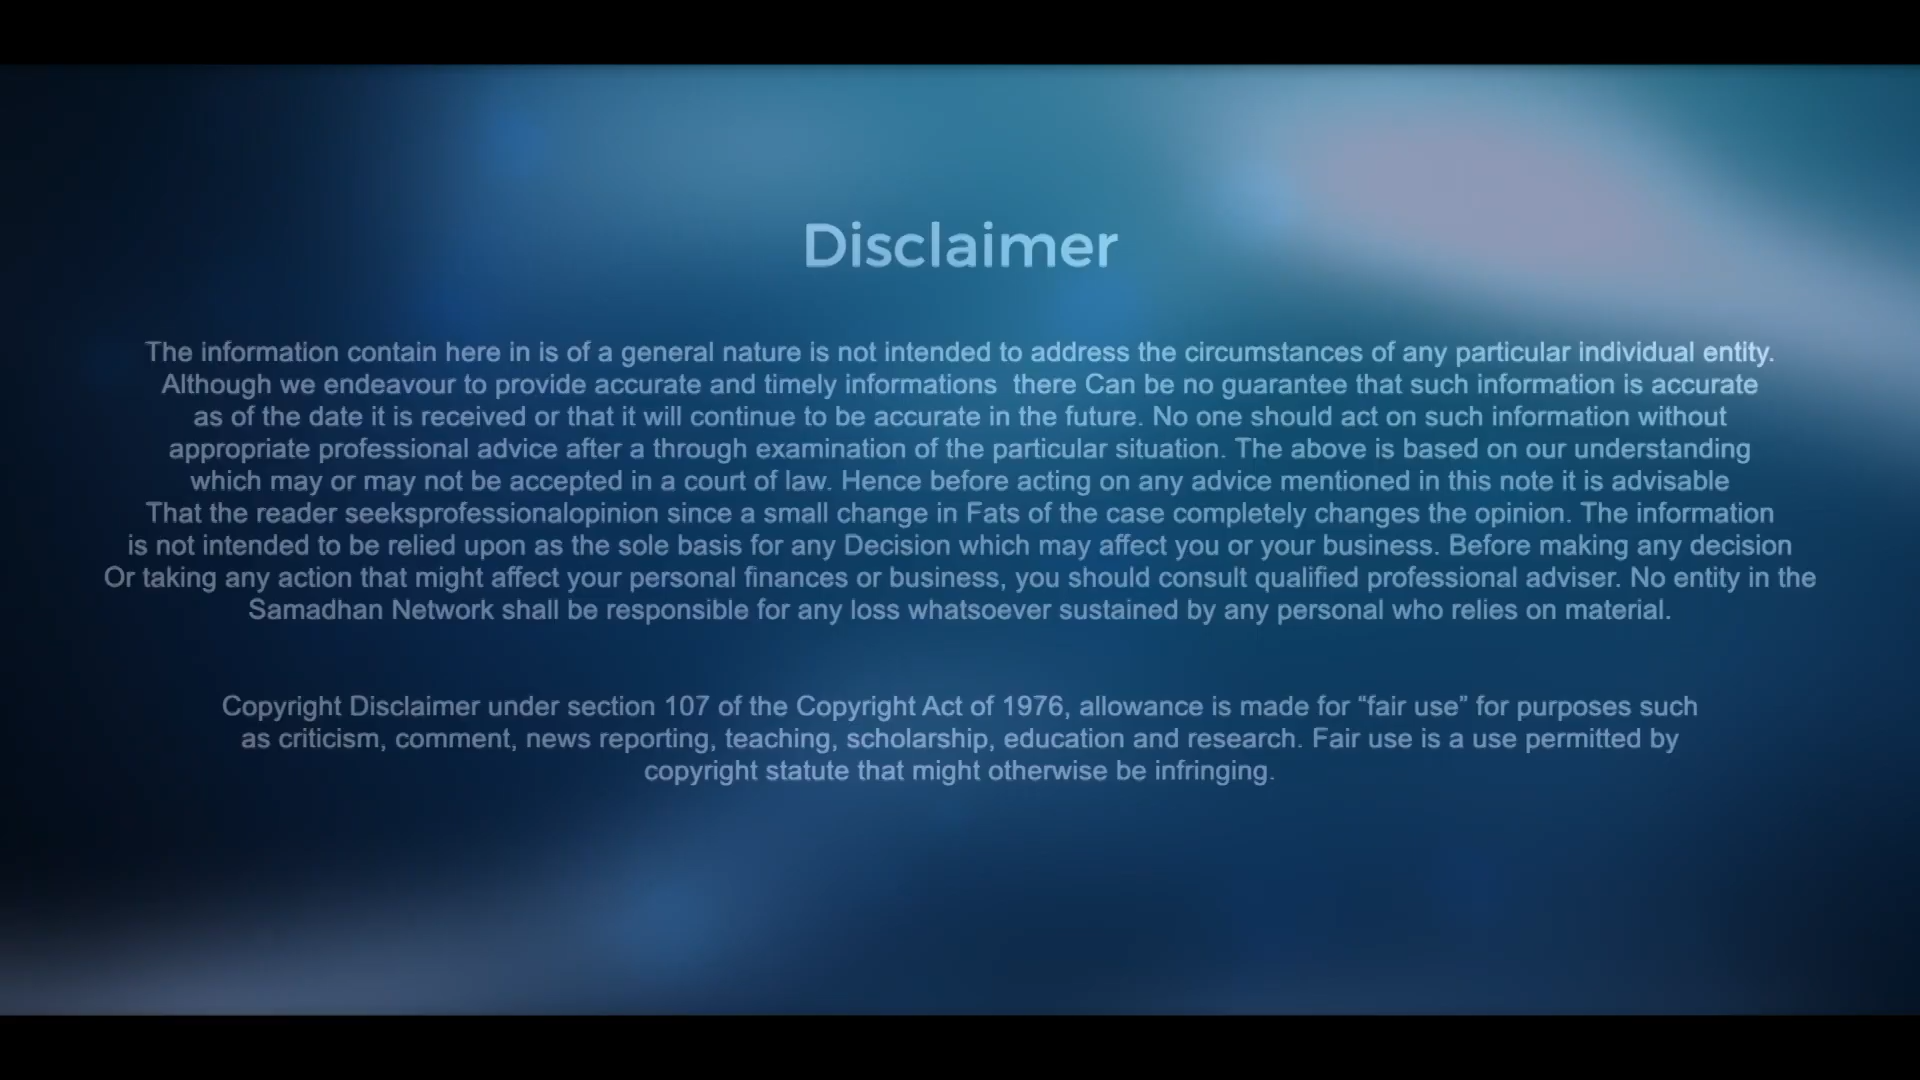 Disclaimer
The information contain here in is of a general nature is not intended to address the circumstances of any particular individual entity.
Although we endeavour to provide accurate and timely informations  there Can be no guarantee that such information is accurate
as of the date it is received or that it will continue to be accurate in the future. No one should act on such information without
appropriate professional advice after a through examination of the particular situation. The above is based on our understanding
which may or may not be accepted in a court of law. Hence before acting on any advice mentioned in this note it is advisable
That the reader seeksprofessionalopinion since a small change in Fats of the case completely changes the opinion. The information
is not intended to be relied upon as the sole basis for any Decision which may affect you or your business. Before making any decision
Or taking any action that might affect your personal finances or business, you should consult qualified professional adviser. No entity in the
Samadhan Network shall be responsible for any loss whatsoever sustained by any personal who relies on material.
Copyright Disclaimer under section 107 of the Copyright Act of 1976, allowance is made for “fair use” for purposes such
as criticism, comment, news reporting, teaching, scholarship, education and research. Fair use is a use permitted by
copyright statute that might otherwise be infringing.